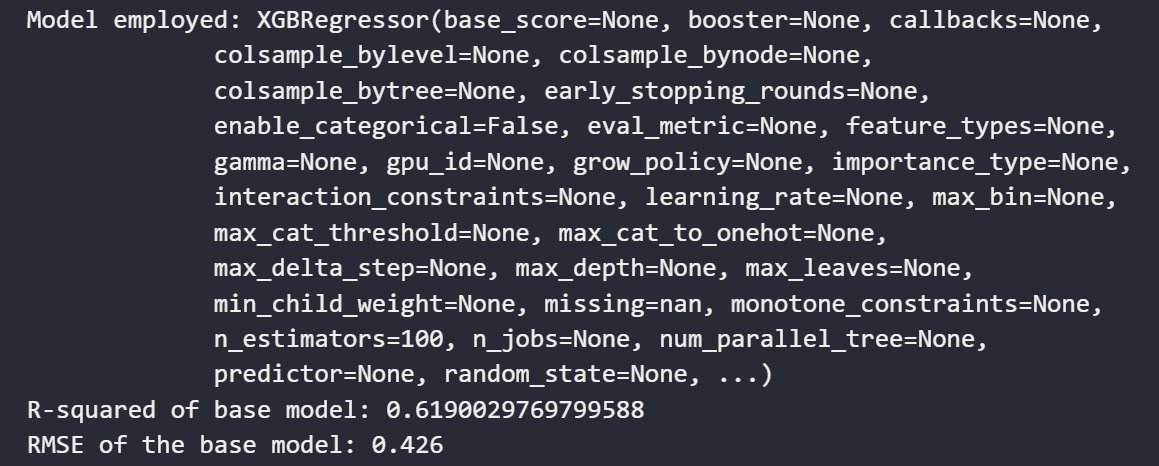 Model employed: XGBRegressor(base_score=None, booster=None, callbacks=None,
colsample_bylevel=None, colsample_bynode=None,
colsample_bytree=None, early_stopping_rounds=None,
enable_categorical=False, eval_metric=None, feature_types=None,
gamma=None, gpu_id=None, grow_policy=None, importance_type=None,
interaction_constraints=None, learning_rate=None, max_bin=None,
max_cat_threshold=None, max_cat_to_onehot=None,
max_delta_step=None, max_depth=None, max_leaves=None,
min_child_weight=None, missing=nan, monotone_constraints=None,
n_estimators=100, n_jobs=None, num_parallel_tree=None,
predictor=None, random_state=None, ...)
R-squared of base model: 0.6190029769799588
RMSE of the base model: 0.426